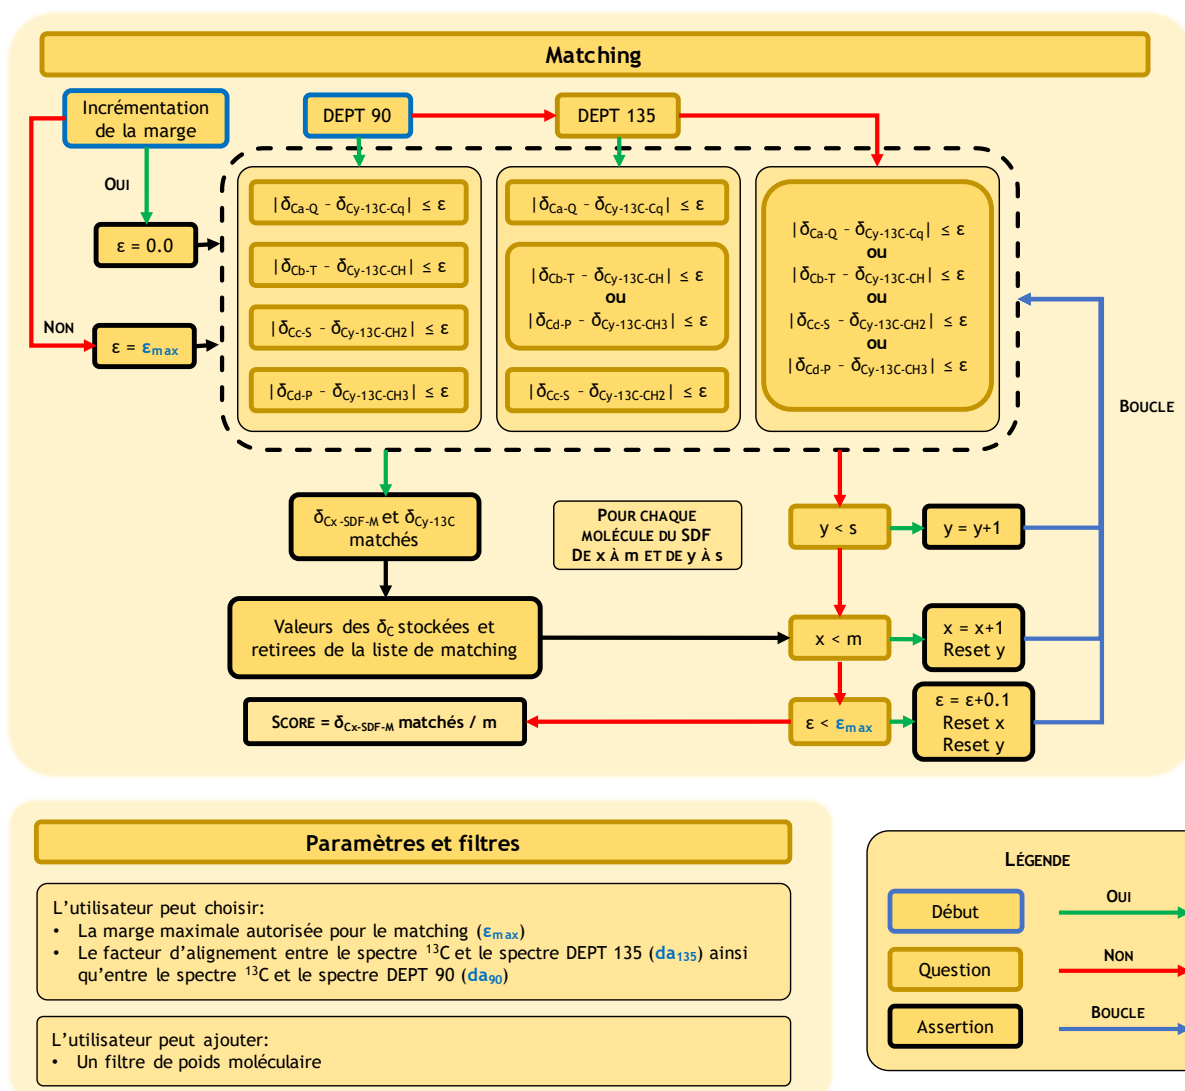 Matching
Incrémentation
de la marge
DEPT 90
DEPT 135
OUI
ε = 0.0
NON
ε = εmax
|δCa-Q – δCy-13C-Cq| ≤ ε
|δCb-T – δCy-13C-CH| ≤ ε
|δCc-S – δCy-13C-CH2| ≤ ε
|δCd-P – δCy-13C-CH3| ≤ ε
|δCa-Q – δCy-13C-Cq| ≤ ε
|δCb-T – δCy-13C-CH| ≤ ε
ou
|δCd-P – δCy-13C-CH3| ≤ ε
|δCc-S – δCy-13C-CH2| ≤ ε
|δCa-Q – δCy-13C-Cq| ≤ ε
ou
|δCb-T – δCy-13C-CH| ≤ ε
ou
|δCc-S – δCy-13C-CH2| ≤ ε
ou
|δCd-P – δCy-13C-CH3| ≤ ε
BOUCLE
δCx-SDF-M et δCy-13C
matchés
POUR CHAQUE
MOLÉCULE DU SDF
DE x À m ET DE y À s
y < s
y = y+1
Valeurs des δC stockées et
retirees de la liste de matching
x < m
x = x+1
Reset y
SCORE = δCx-SDF-M matchés / m
ε < εmax
ε = ε+0.1
Reset x
Reset y
Paramètres et filtres
L'utilisateur peut choisir:
• La marge maximale autorisée pour le matching (εmax)
• Le facteur d'alignement entre le spectre ¹³C et le spectre DEPT 135 (da135) ainsi
qu'entre le spectre ¹³C et le spectre DEPT 90 (da90)
L'utilisateur peut ajouter:
• Un filtre de poids moléculaire
LÉGENDE
Début
OUI
Question
NON
Assertion
BOUCLE